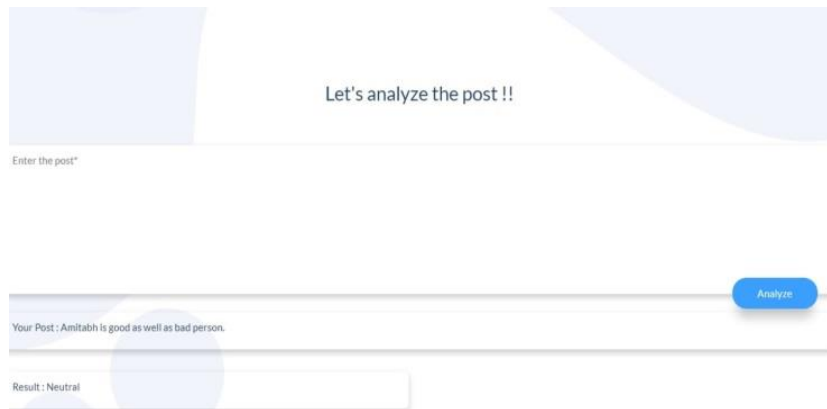 Let's analyze the post !!
Enter the post*
Analyze
Your Post : Amitabh is good as well as bad person.
Result : Neutral